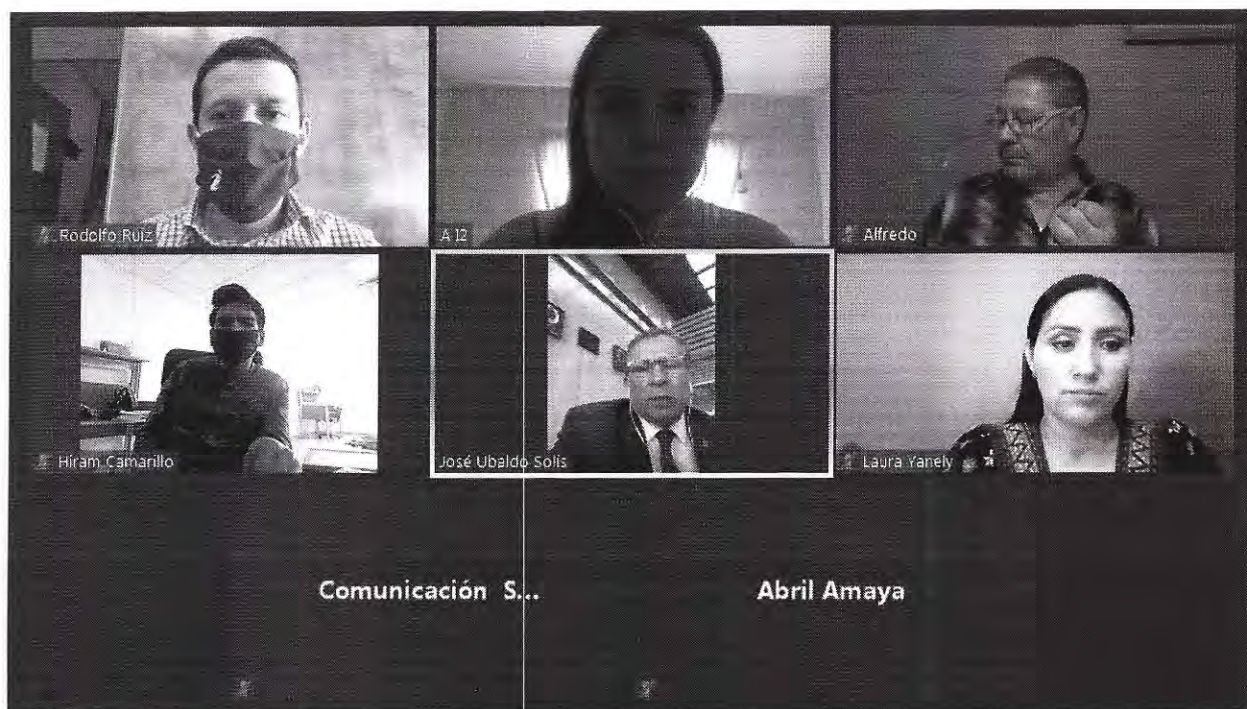 Rodolfo Ruiz
A 12
Alfredo
Hiram Camarillo
José Ubaldo Solis
Laura Yanely
Comunicación S...
Abril Amaya